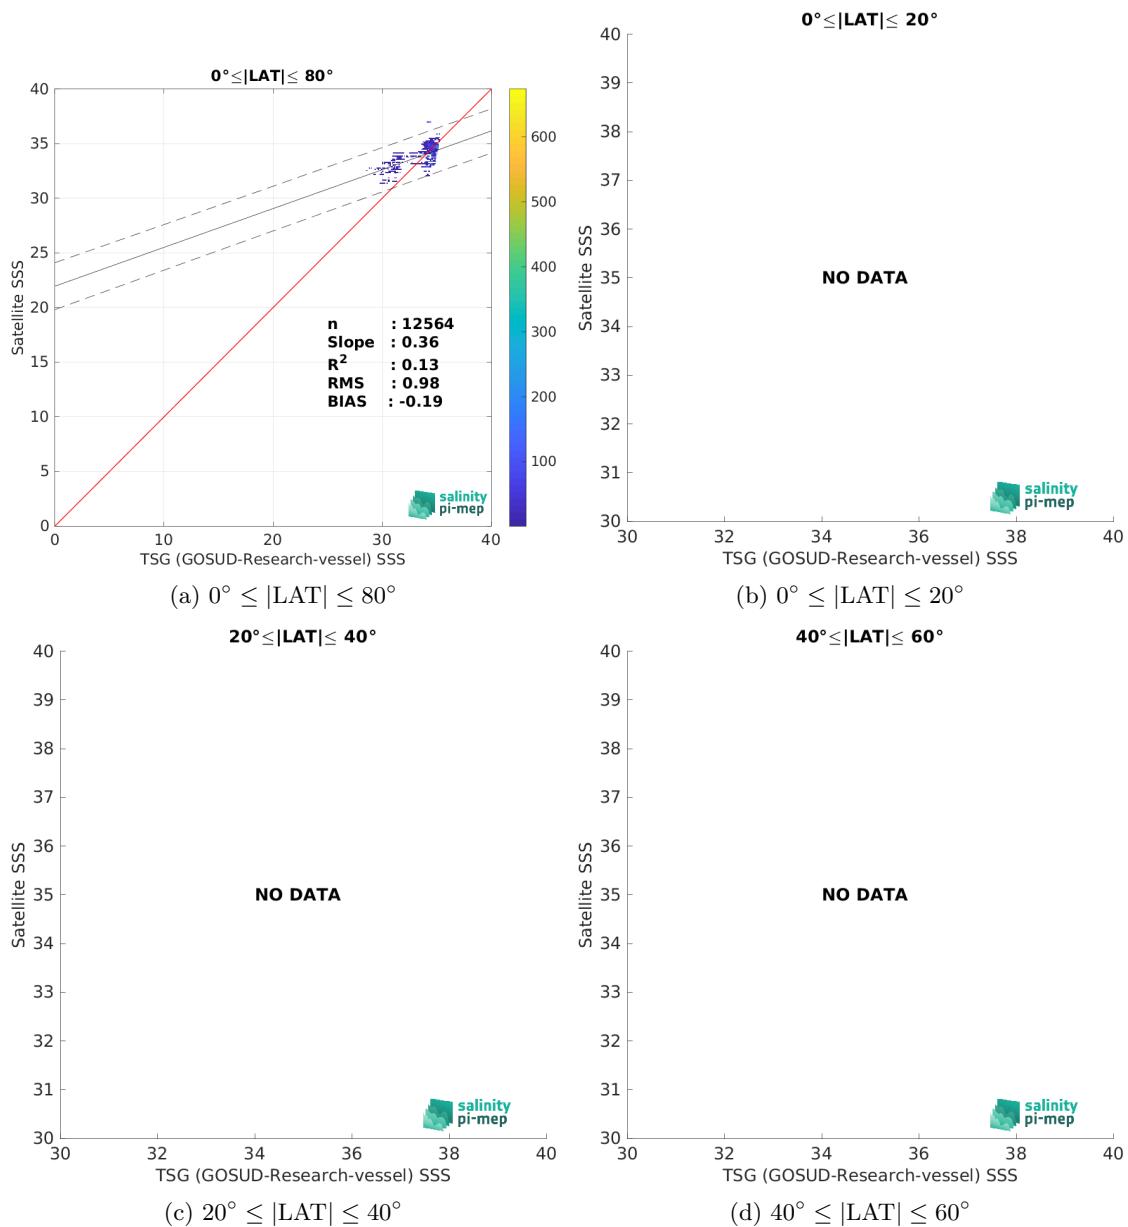 0°≤|LAT|≤ 80°
40
35
30
25
20
15
10
5
0
Satellite SSS
600
500
400
300
200
100
n : 12564
Slope : 0.36
R² : 0.13
RMS : 0.98
BIAS : -0.19
salinity
pi-mep
0 10 20 30 40
TSG (GOSUD-Research-vessel) SSS
(a) 0° ≤ |LAT| ≤ 80°
0°≤|LAT|≤ 20°
40
39
38
37
36
35
34
33
32
31
30
Satellite SSS
NO DATA
salinity
pi-mep
30 32 34 36 38 40
TSG (GOSUD-Research-vessel) SSS
(b) 0° ≤ |LAT| ≤ 20°
20°≤|LAT|≤ 40°
40
39
38
37
36
35
34
33
32
31
30
Satellite SSS
NO DATA
salinity
pi-mep
30 32 34 36 38 40
TSG (GOSUD-Research-vessel) SSS
(c) 20° ≤ |LAT| ≤ 40°
40°≤|LAT|≤ 60°
40
39
38
37
36
35
34
33
32
31
30
Satellite SSS
NO DATA
salinity
pi-mep
30 32 34 36 38 40
TSG (GOSUD-Research-vessel) SSS
(d) 40° ≤ |LAT| ≤ 60°